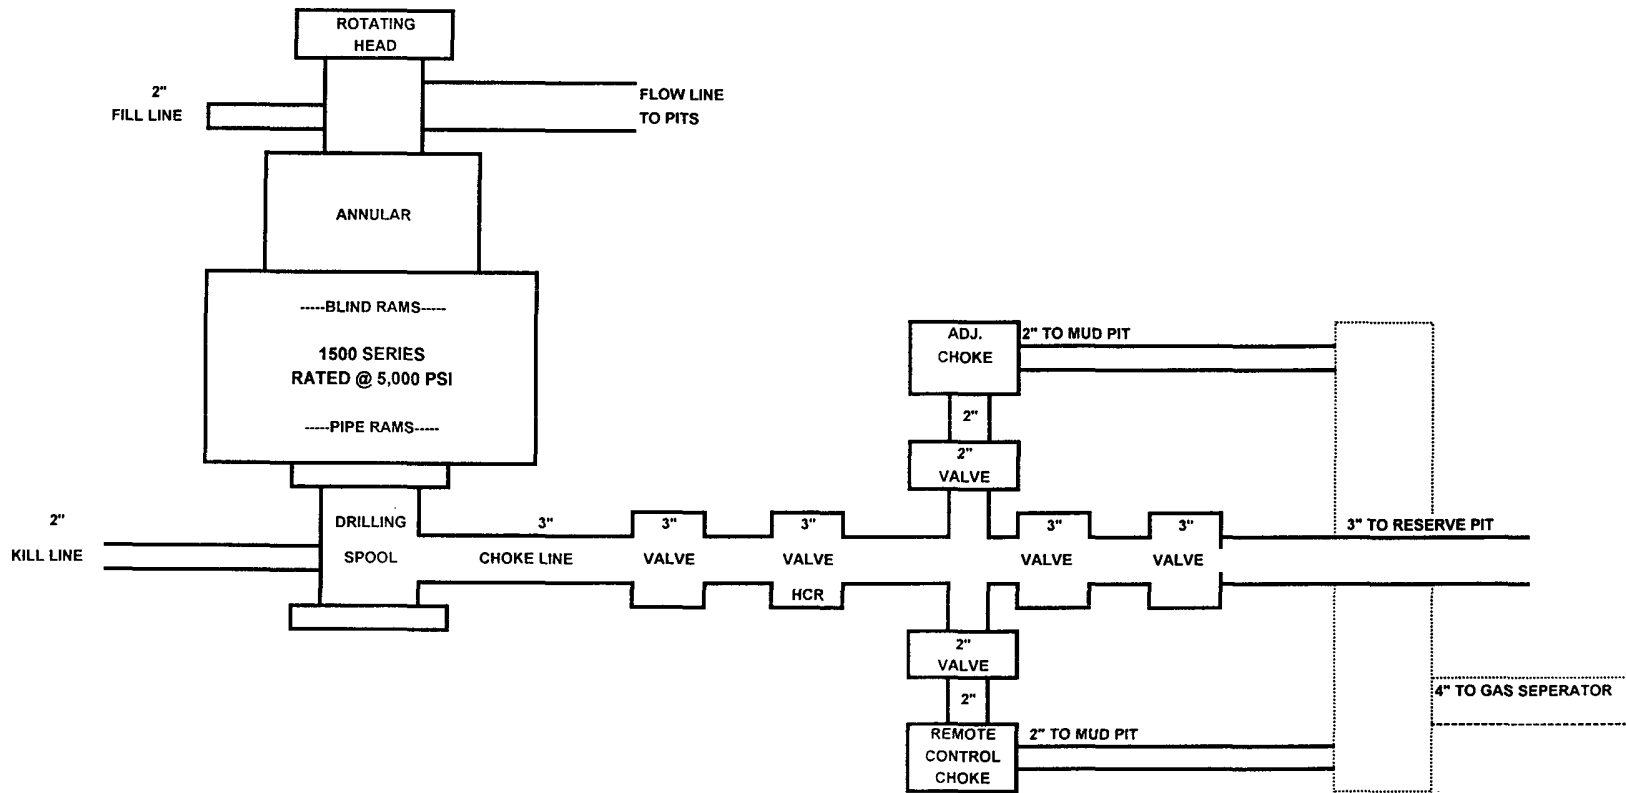 ROTATING
HEAD
2"
FILL LINE
FLOW LINE
TO PITS
ANNULAR
-----BLIND RAMS-----
1500 SERIES
RATED @ 5,000 PSI
-----PIPE RAMS-----
ADJ.
CHOKE
2" TO MUD PIT
2"
2"
VALVE
2"
KILL LINE
DRILLING
SPOOL
3"
CHOKE LINE
3"
VALVE
3"
VALVE
HCR
3"
VALVE
3"
VALVE
3" TO RESERVE PIT
2"
VALVE
2"
4" TO GAS SEPERATOR
REMOTE
CONTROL
CHOKE
2" TO MUD PIT